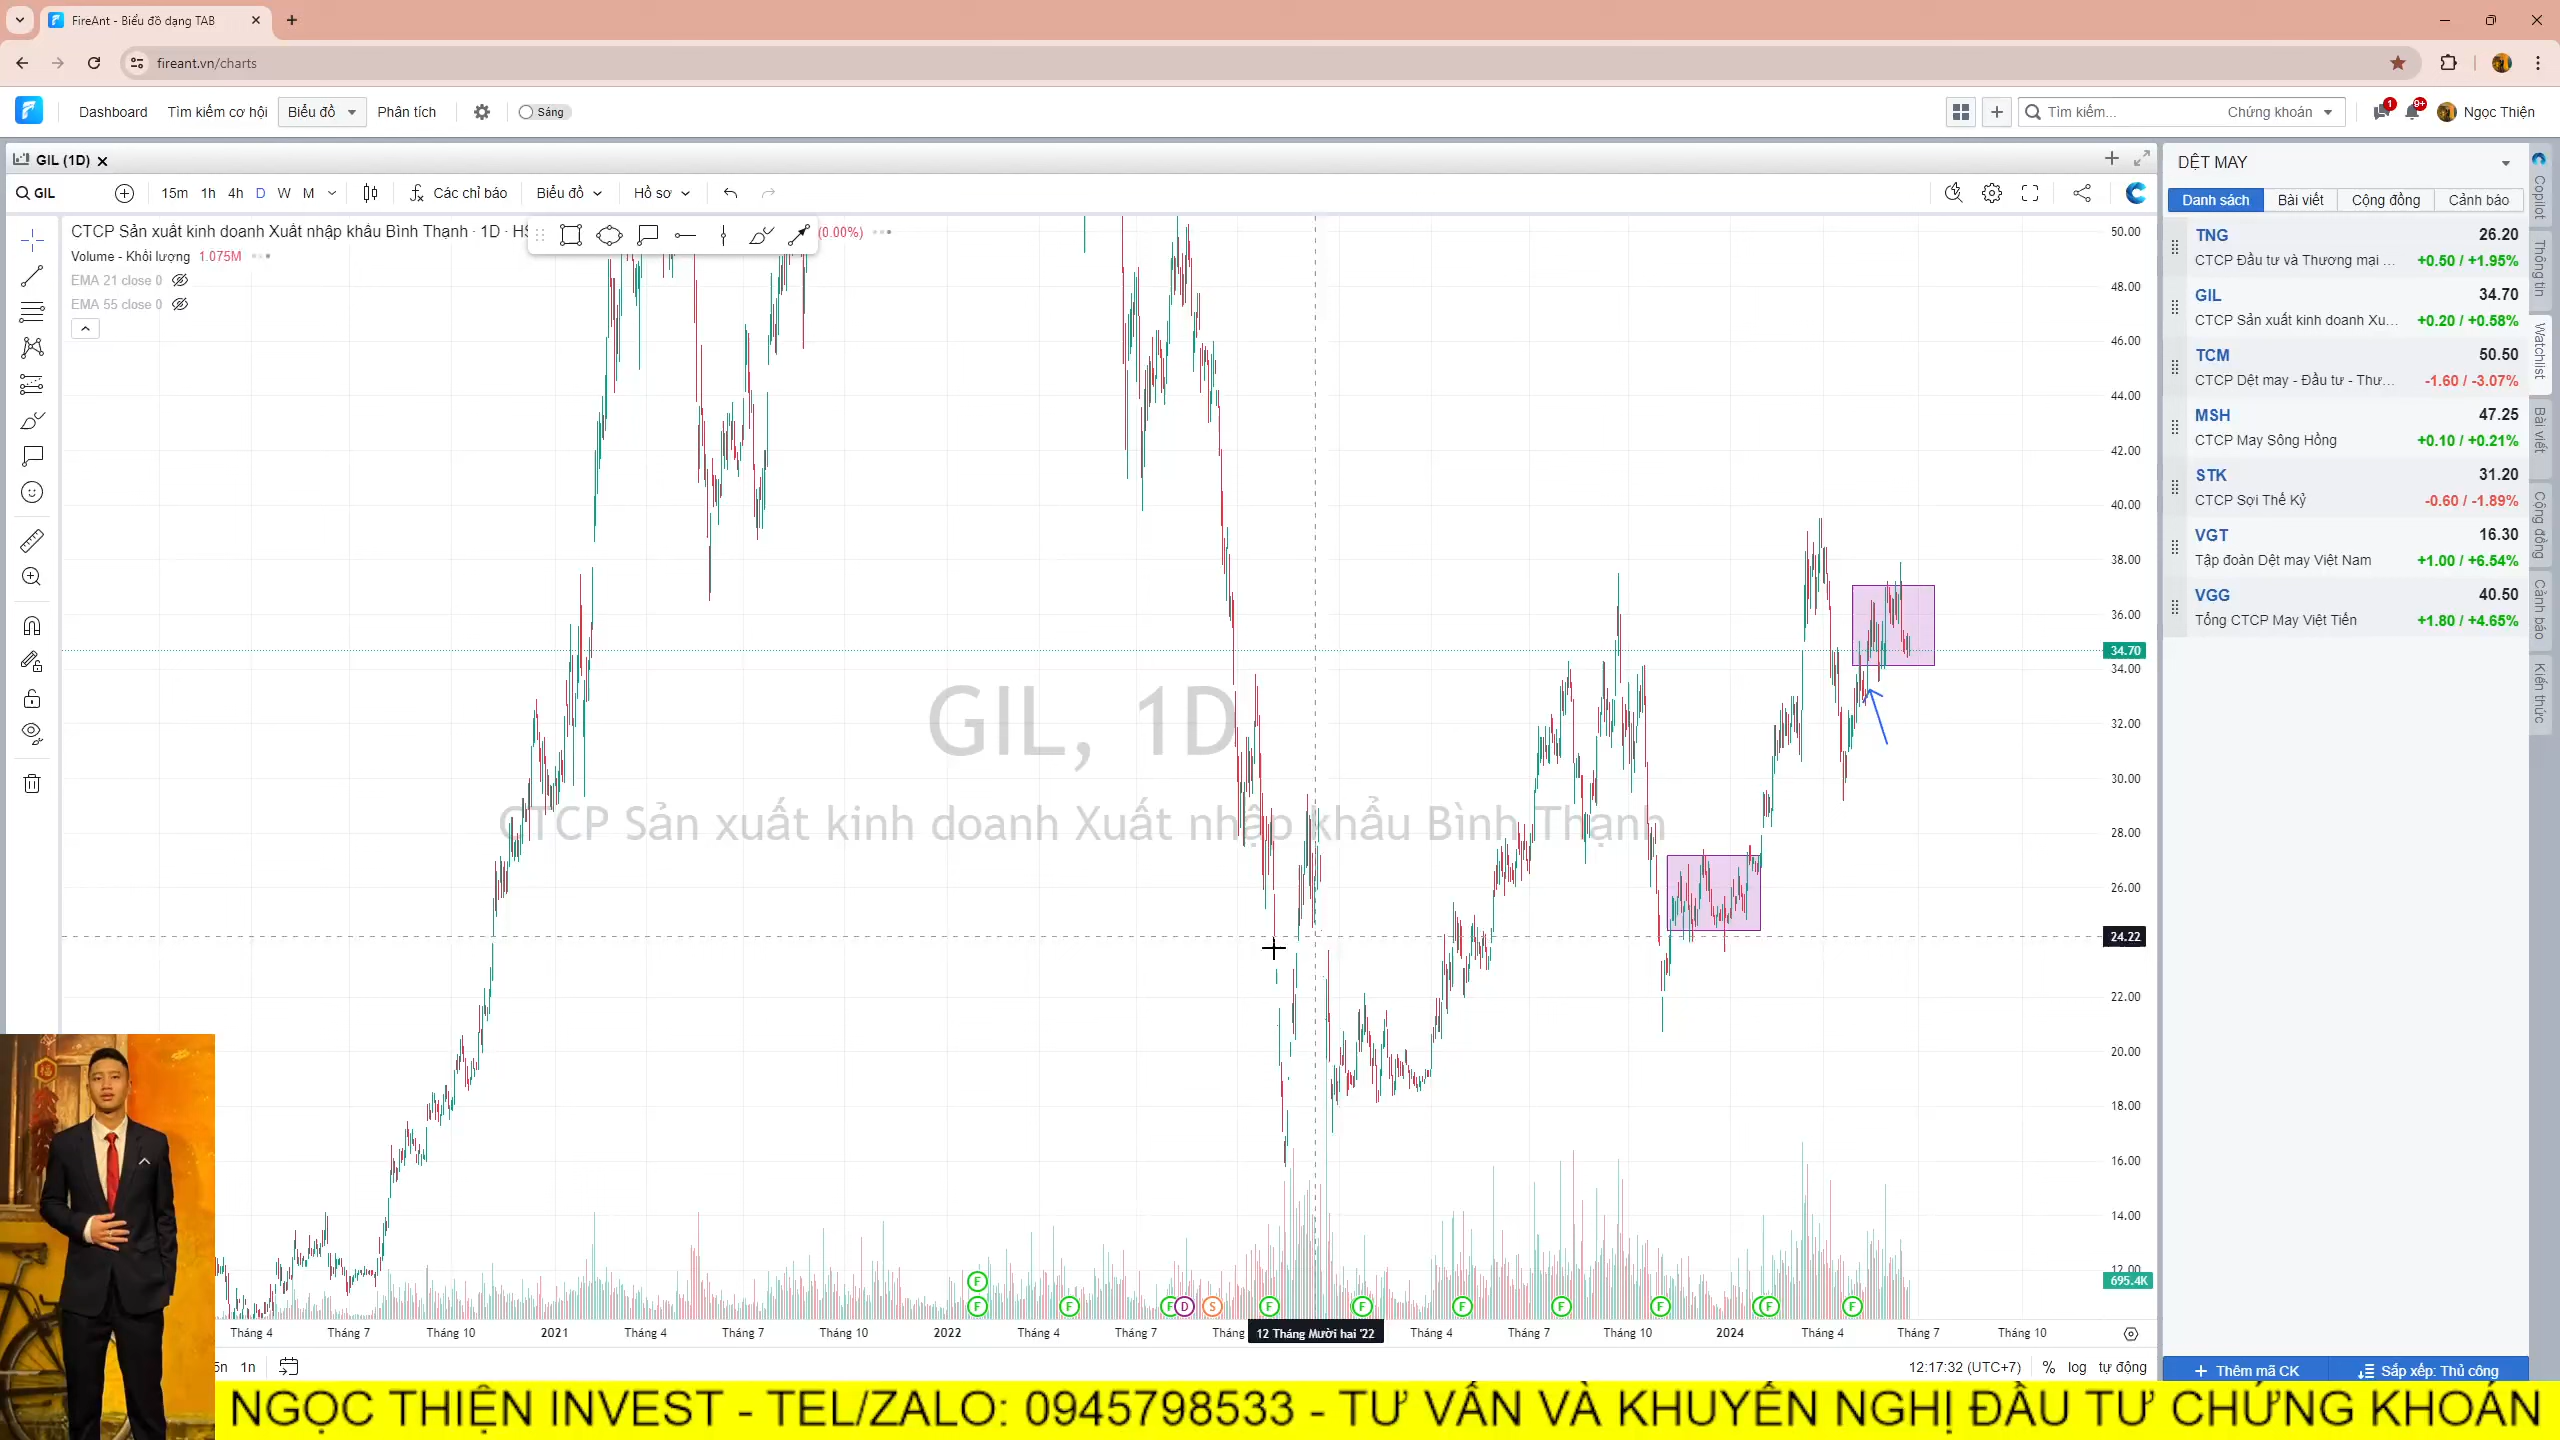 FireAnt - Biểu đồ dạng TAB
fireant.vn/charts
Dashboard Tìm kiếm cơ hội Biểu đồ Phân tích Sáng Tìm kiếm... Chứng khoán 1 9+ Ngọc Thiện
GIL (1D)
GIL 15m 1h 4h D W M Các chỉ báo Biểu đồ Hồ sơ
CTCP Sản xuất kinh doanh Xuất nhập khẩu Bình Thạnh · 1D · HS (0.00%)
Volume - Khối lượng 1.075M
EMA 21 close 0
EMA 55 close 0
GIL, 1D
CTCP Sản xuất kinh doanh Xuất nhập khẩu Bình Thạnh
50.00
48.00
46.00
44.00
42.00
40.00
38.00
36.00
34.70
34.00
32.00
30.00
28.00
26.00
24.22
22.00
20.00
18.00
16.00
14.00
12.00
695.4K
F
F F F D S F F F F F F F
Tháng 4 Tháng 7 Tháng 10 2021 Tháng 4 Tháng 7 Tháng 10 2022 Tháng 4 Tháng 7 Tháng 12 Tháng Mười hai '22 Tháng 4 Tháng 7 Tháng 10 2024 Tháng 4 Tháng 7 Tháng 10
5n 1n 12:17:32 (UTC+7) % log tự động
DỆT MAY
Danh sách Bài viết Cộng đồng Cảnh báo
TNG 26.20
CTCP Đầu tư và Thương mại ... +0.50 / +1.95%
GIL 34.70
CTCP Sản xuất kinh doanh Xu... +0.20 / +0.58%
TCM 50.50
CTCP Dệt may - Đầu tư - Thư... -1.60 / -3.07%
MSH 47.25
CTCP May Sông Hồng +0.10 / +0.21%
STK 31.20
CTCP Sợi Thế Kỷ -0.60 / -1.89%
VGT 16.30
Tập đoàn Dệt may Việt Nam +1.00 / +6.54%
VGG 40.50
Tổng CTCP May Việt Tiến +1.80 / +4.65%
Thêm mã CK Sắp xếp: Thủ công
Copilot
Thông tin
Watchlist
Bài viết
Cộng đồng
Cảnh báo
Kiến thức
NGỌC THIỆN INVEST - TEL/ZALO: 0945798533 - TƯ VẤN VÀ KHUYẾN NGHỊ ĐẦU TƯ CHỨNG KHOÁN